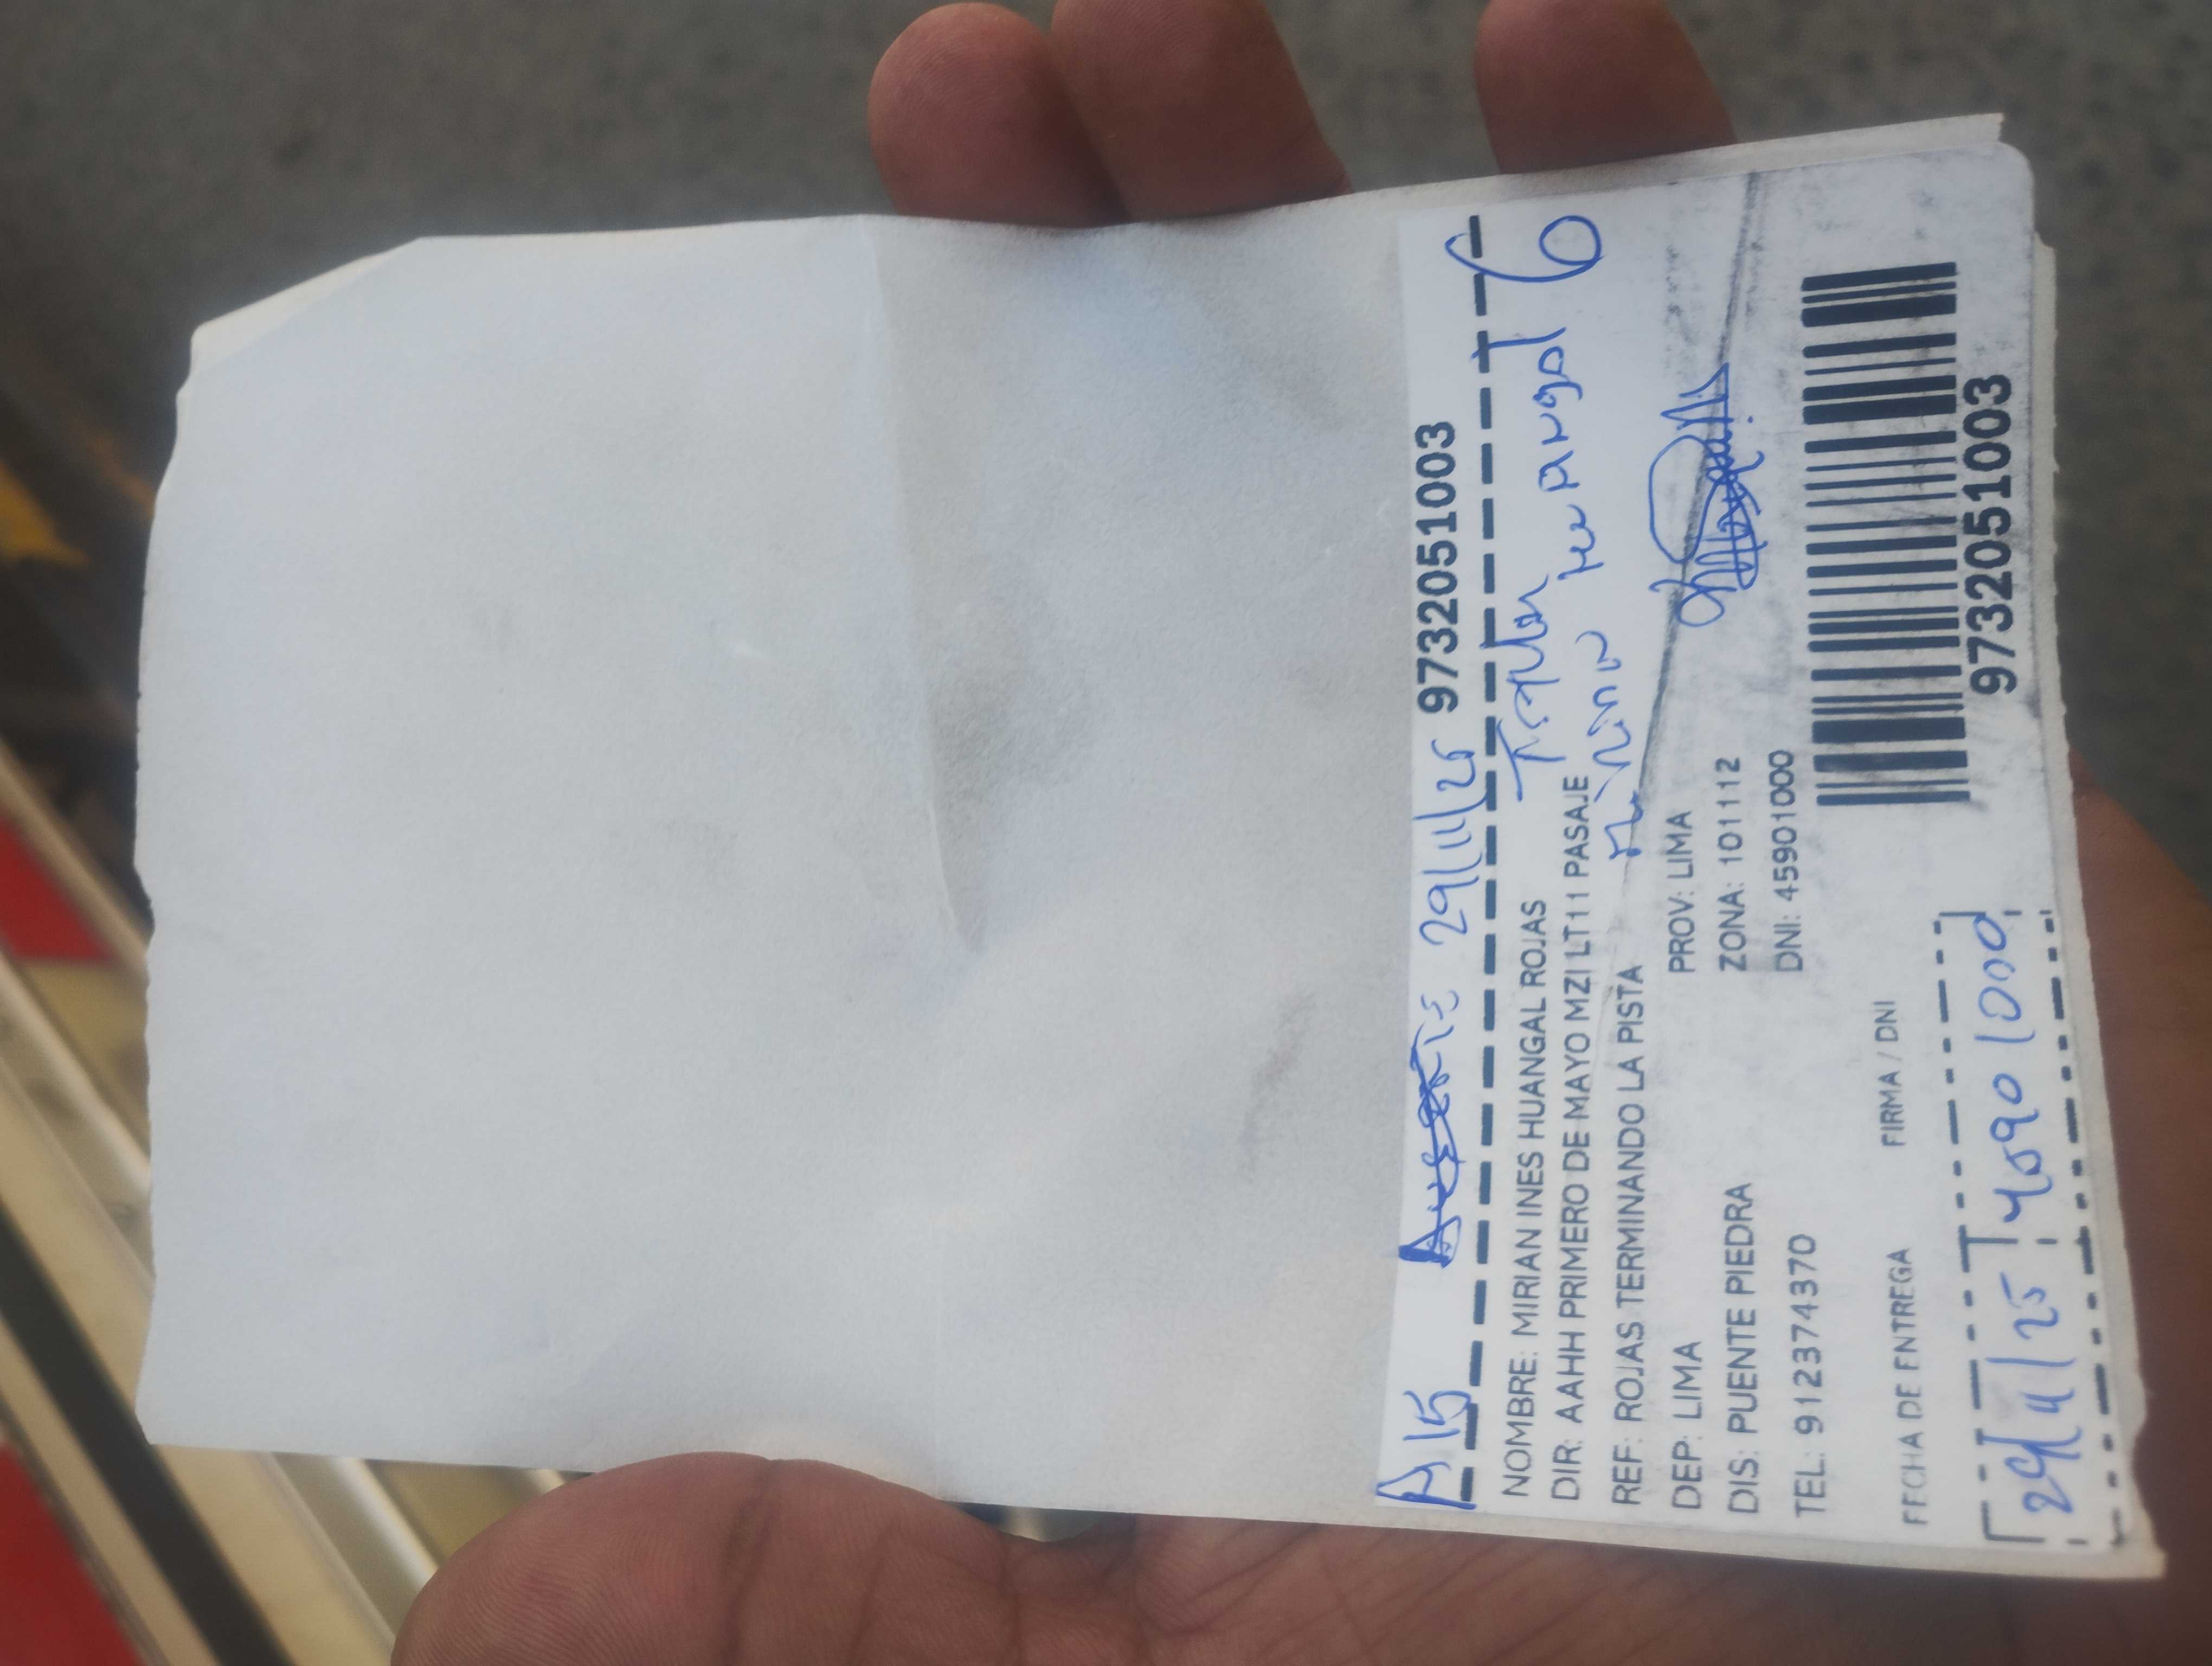 A 15 29/11/25 9732051003
NOMBRE: MIRIAN INES HUANGAL ROJAS
DIR: AAHH PRIMERO DE MAYO MZI LT11 PASAJE
REF: ROJAS TERMINANDO LA PISTA
DEP: LIMA PROV: LIMA
DIS: PUENTE PIEDRA ZONA: 101112
TEL: 912374370 DNI: 45901000
FECHA DE ENTREGA FIRMA / DNI
29/11/25 45901000
9732051003